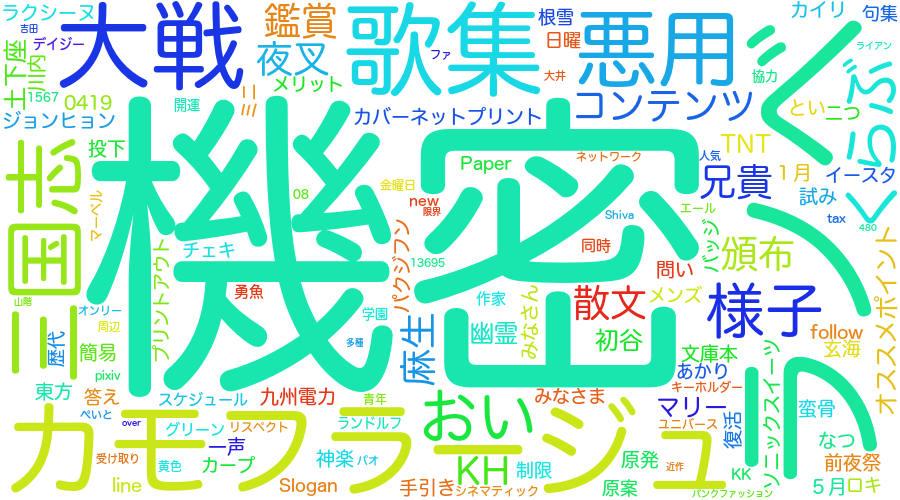 ラクシーヌ
吉田
デイジー
土下座
川内
1567
0419
ジョンヒョン
大戦
鑑賞
夜叉
メリット
ミニ
開運
歌集
ファ
カバーネットプリント
根雪
日曜
大井
悪用
コンテンツ
協力
カイリ
句集
ライアン
くらぶ
といニつ
三国志
投下
マーベル
チェキ
プリントアウト
機密
08
金曜日
Paper
new
限界
パクジフン
13695
ネットワーク
人気
Shiva
同時
エール
バッジ
兄貴
TNT
1月
試み
イースタ
tax
480
シ
くん
頒布
様子
オススメポイント
問い
メンズ
散文
初谷
文庫本
follow
玄海
勇魚
学園
多種
作家
みなさん
幽霊
麻生
山階
オンリー
周辺
歴代
簡易
pixiv
東方
答え
ぺいと
over
スケジュール
九州電力
青年
カモフラージュ
おい
KH
みなさま
マリー
あかり
キーホルダー
ユニバース
復活
ソニックスイーツ
蛮骨
なつ
前夜祭
グリーン
リスペクト
ランドルフ
一声
カープ
神楽
パオ
制限
原発
近作
KK
line
受け取り
黄色
Slogan
手引き
シネマティック
原案
パンクファッション
5月
ロキ